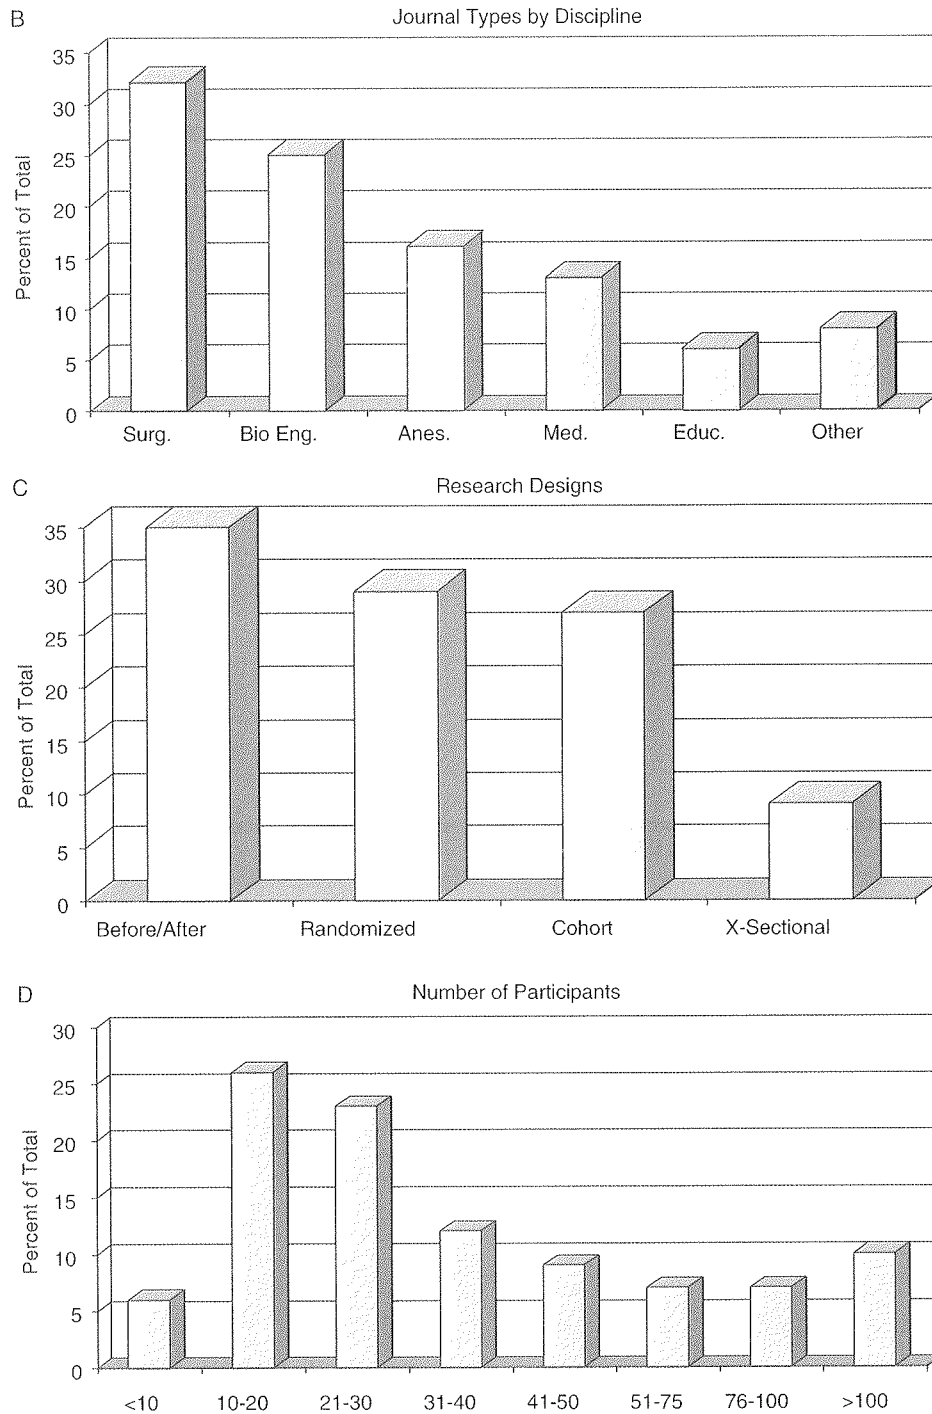 B
Journal Types by Discipline
Percent of Total
35
30
25
20
15
10
5
0
Surg. Bio Eng. Anes. Med. Educ. Other
C
Research Designs
Percent of Total
35
30
25
20
15
10
5
0
Before/After Randomized Cohort X-Sectional
D
Number of Participants
Percent of Total
30
25
20
15
10
5
0
<10 10-20 21-30 31-40 41-50 51-75 76-100 >100